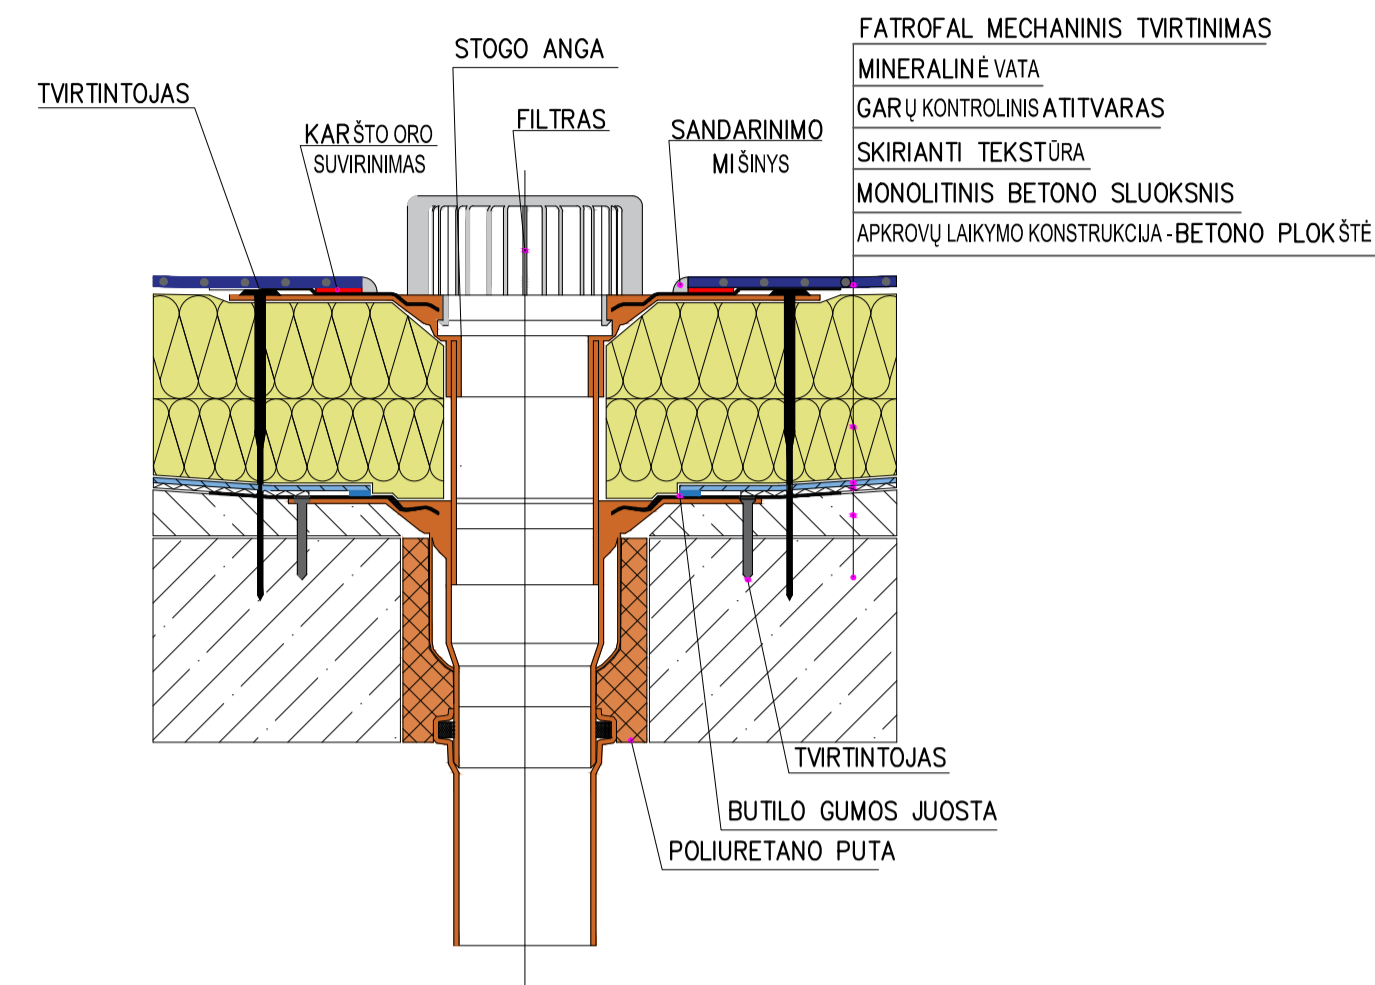 FATROFAL MECHANINIS TVIRTINIMAS
STOGO ANGA
MINERALINĖ VATA
TVIRTINTOJAS
GARŲ KONTROLINIS ATITVARAS
FILTRAS
KARŠTO ORO
SUVIRINIMAS
SANDARINIMO
MIŠINYS
SKIRIANTI TEKSTŪRA
MONOLITINIS BETONO SLUOKSNIS
APKROVŲ LAIKYMO KONSTRUKCIJA - BETONO PLOKŠTĖ
TVIRTINTOJAS
BUTILO GUMOS JUOSTA
POLIURETANO PUTA